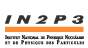 IN2P3
INSTITUT NATIONAL DE PHYSIQUE NUCLÉAIRE
ET DE PHYSIQUE DES PARTICULES